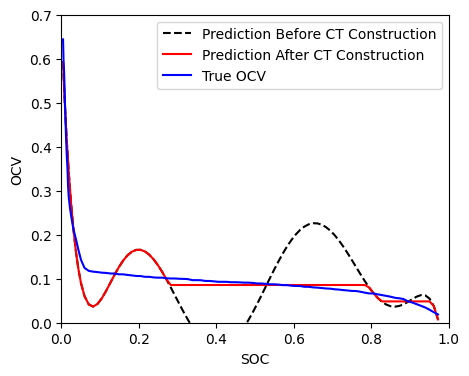 0.7
0.6
0.5
0.4
0.3
0.2
0.1
0.0
OCV
Prediction Before CT Construction
Prediction After CT Construction
True OCV
0.0 0.2 0.4 0.6 0.8 1.0
SOC